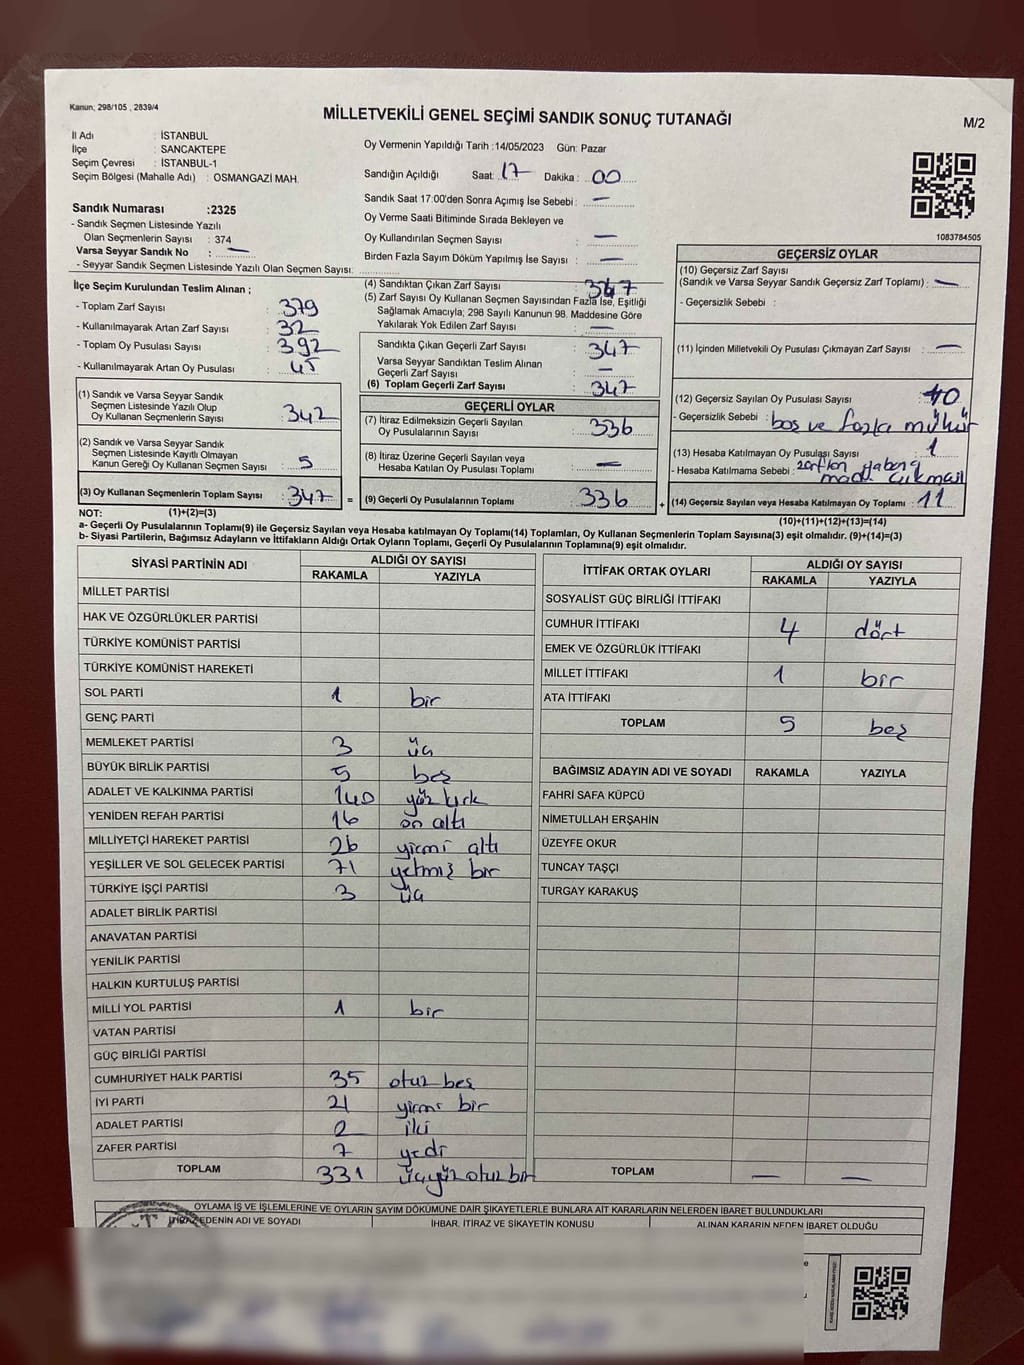 Kanun; 298/105 , 2839/4
MİLLETVEKİLİ GENEL SEÇİMİ SANDIK SONUÇ TUTANAĞI
M/2
İl Adı : İSTANBUL
İlçe : SANCAKTEPE
Seçim Çevresi : İSTANBUL-1
Seçim Bölgesi (Mahalle Adı) : OSMANGAZİ MAH.
Sandık Numarası :2325
- Sandık Seçmen Listesinde Yazılı
Olan Seçmenlerin Sayısı : 374
Varsa Seyyar Sandık No : —
- Seyyar Sandık Seçmen Listesinde Yazılı Olan Seçmen Sayısı:
Oy Vermenin Yapıldığı Tarih :14/05/2023 Gün: Pazar
Sandığın Açıldığı Saat: 17 Dakika : 00
Sandık Saat 17:00'den Sonra Açımış İse Sebebi : —
Oy Verme Saati Bitiminde Sırada Bekleyen ve
Oy Kullandırılan Seçmen Sayısı : —
Birden Fazla Sayım Döküm Yapılmış İse Sayısı : —
1083784505
İlçe Seçim Kurulundan Teslim Alınan ;
- Toplam Zarf Sayısı : 379
- Kullanılmayarak Artan Zarf Sayısı : 32
- Toplam Oy Pusulası Sayısı : 392
- Kullanılmayarak Artan Oy Pusulası : 45
(1) Sandık ve Varsa Seyyar Sandık
Seçmen Listesinde Yazılı Olup
Oy Kullanan Seçmenlerin Sayısı : 342
(2) Sandık ve Varsa Seyyar Sandık
Seçmen Listesinde Kayıtlı Olmayan
Kanun Gereği Oy Kullanan Seçmen Sayısı : 5
(3) Oy Kullanan Seçmenlerin Toplam Sayısı : 347 =
(1)+(2)=(3)
(4) Sandıktan Çıkan Zarf Sayısı : 347
(5) Zarf Sayısı Oy Kullanan Seçmen Sayısından Fazla İse, Eşitliği
Sağlamak Amacıyla; 298 Sayılı Kanunun 98. Maddesine Göre
Yakılarak Yok Edilen Zarf Sayısı : —
Sandıkta Çıkan Geçerli Zarf Sayısı : 347
Varsa Seyyar Sandıktan Teslim Alınan
Geçerli Zarf Sayısı : —
(6) Toplam Geçerli Zarf Sayısı : 347
GEÇERLİ OYLAR
(7) İtiraz Edilmeksizin Geçerli Sayılan
Oy Pusulalarının Sayısı : 336
(8) İtiraz Üzerine Geçerli Sayılan veya
Hesaba Katılan Oy Pusulası Toplamı : —
(9) Geçerli Oy Pusulalarının Toplamı : 336 +
GEÇERSİZ OYLAR
(10) Geçersiz Zarf Sayısı
(Sandık ve Varsa Seyyar Sandık Geçersiz Zarf Toplamı) : —
- Geçersizlik Sebebi :
(11) İçinden Milletvekili Oy Pusulası Çıkmayan Zarf Sayısı : —
(12) Geçersiz Sayılan Oy Pusulası Sayısı : 10
- Geçersizlik Sebebi : boş ve fazla mühür
(13) Hesaba Katılmayan Oy Pusulası Sayısı : 1
- Hesaba Katılmama Sebebi : zarftan yabancı
madd. çıkması
(14) Geçersiz Sayılan veya Hesaba Katılmayan Oy Toplamı : 11
(10)+(11)+(12)+(13)=(14)
NOT:
a- Geçerli Oy Pusulalarının Toplamı(9) ile Geçersiz Sayılan veya Hesaba katılmayan Oy Toplamı(14) Toplamları, Oy Kullanan Seçmenlerin Toplam Sayısına(3) eşit olmalıdır. (9)+(14)=(3)
b- Siyasi Partilerin, Bağımsız Adayların ve İttifakların Aldığı Ortak Oyların Toplamı, Geçerli Oy Pusulalarının Toplamına(9) eşit olmalıdır.
SİYASİ PARTİNİN ADI ALDIĞI OY SAYISI
RAKAMLA YAZIYLA
MİLLET PARTİSİ
HAK VE ÖZGÜRLÜKLER PARTİSİ
TÜRKİYE KOMÜNİST PARTİSİ
TÜRKİYE KOMÜNİST HAREKETİ
SOL PARTİ 1 bir
GENÇ PARTİ
MEMLEKET PARTİSİ 3 üç
BÜYÜK BİRLİK PARTİSİ 5 beş
ADALET VE KALKINMA PARTİSİ 140 yüz kırk
YENİDEN REFAH PARTİSİ 16 on altı
MİLLİYETÇİ HAREKET PARTİSİ 26 yirmi altı
YEŞİLLER VE SOL GELECEK PARTİSİ 71 yetmiş bir
TÜRKİYE İŞÇİ PARTİSİ 3 üç
ADALET BİRLİK PARTİSİ
ANAVATAN PARTİSİ
YENİLİK PARTİSİ
HALKIN KURTULUŞ PARTİSİ
MİLLİ YOL PARTİSİ 1 bir
VATAN PARTİSİ
GÜÇ BİRLİĞİ PARTİSİ
CUMHURİYET HALK PARTİSİ 35 otuz beş
İYİ PARTİ 21 yirmi bir
ADALET PARTİSİ 2 iki
ZAFER PARTİSİ 7 yedi
TOPLAM 331 üçyüzotuzbir
İTTİFAK ORTAK OYLARI ALDIĞI OY SAYISI
RAKAMLA YAZIYLA
SOSYALİST GÜÇ BİRLİĞİ İTTİFAKI
CUMHUR İTTİFAKI 4 dört
EMEK VE ÖZGÜRLÜK İTTİFAKI
MİLLET İTTİFAKI 1 bir
ATA İTTİFAKI
TOPLAM 5 beş
BAĞIMSIZ ADAYIN ADI VE SOYADI RAKAMLA YAZIYLA
FAHRİ SAFA KÜPCÜ
NİMETULLAH ERŞAHİN
ÜZEYFE OKUR
TUNCAY TAŞÇI
TURGAY KARAKUŞ
TOPLAM — —
OYLAMA İŞ VE İŞLEMLERİNE VE OYLARIN SAYIM DÖKÜMÜNE DAİR ŞİKAYETLERLE BUNLARA AİT KARARLARIN NELERDEN İBARET BULUNDUKLARI
EDENİN ADI VE SOYADI İHBAR, İTİRAZ VE ŞİKAYETİN KONUSU ALINAN KARARIN NEDEN İBARET OLDUĞU